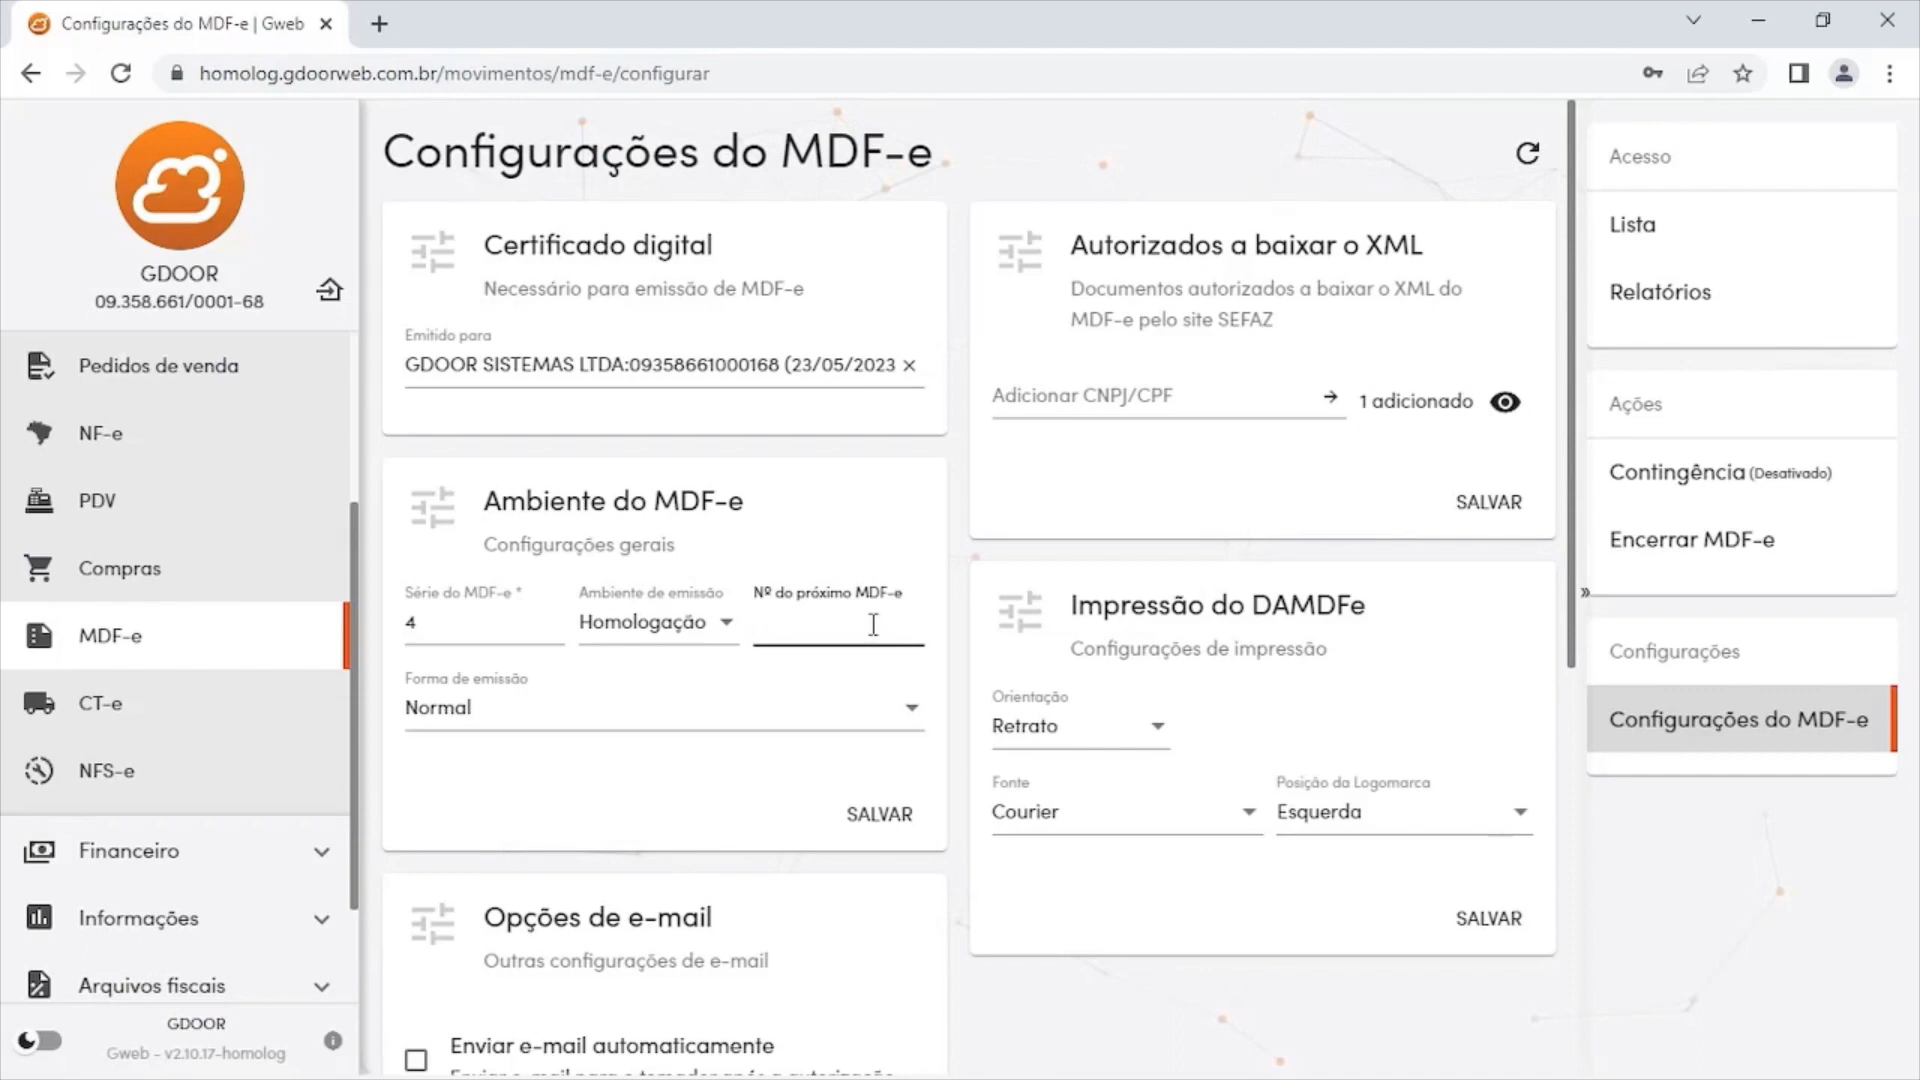 Configurações do MDF-e | Gweb
homolog.gdoorweb.com.br/movimentos/mdf-e/configurar
GDOOR
09.358.661/0001-68
Pedidos de venda
NF-e
PDV
Compras
MDF-e
CT-e
NFS-e
Financeiro
Informações
Arquivos fiscais
GDOOR
Gweb - v2.10.17-homolog
Configurações do MDF-e
Certificado digital
Necessário para emissão de MDF-e
Emitido para
GDOOR SISTEMAS LTDA:09358661000168 (23/05/2023
Ambiente do MDF-e
Configurações gerais
Série do MDF-e *
4
Ambiente de emissão
Homologação
Nº do próximo MDF-e
Forma de emissão
Normal
SALVAR
Opções de e-mail
Outras configurações de e-mail
Enviar e-mail automaticamente
Enviar e-mail para o tomador após a autorização
Autorizados a baixar o XML
Documentos autorizados a baixar o XML do
MDF-e pelo site SEFAZ
Adicionar CNPJ/CPF
1 adicionado
SALVAR
Impressão do DAMDFe
Configurações de impressão
Orientação
Retrato
Fonte
Courier
Posição da Logomarca
Esquerda
SALVAR
Acesso
Lista
Relatórios
Ações
Contingência (Desativado)
Encerrar MDF-e
Configurações
Configurações do MDF-e